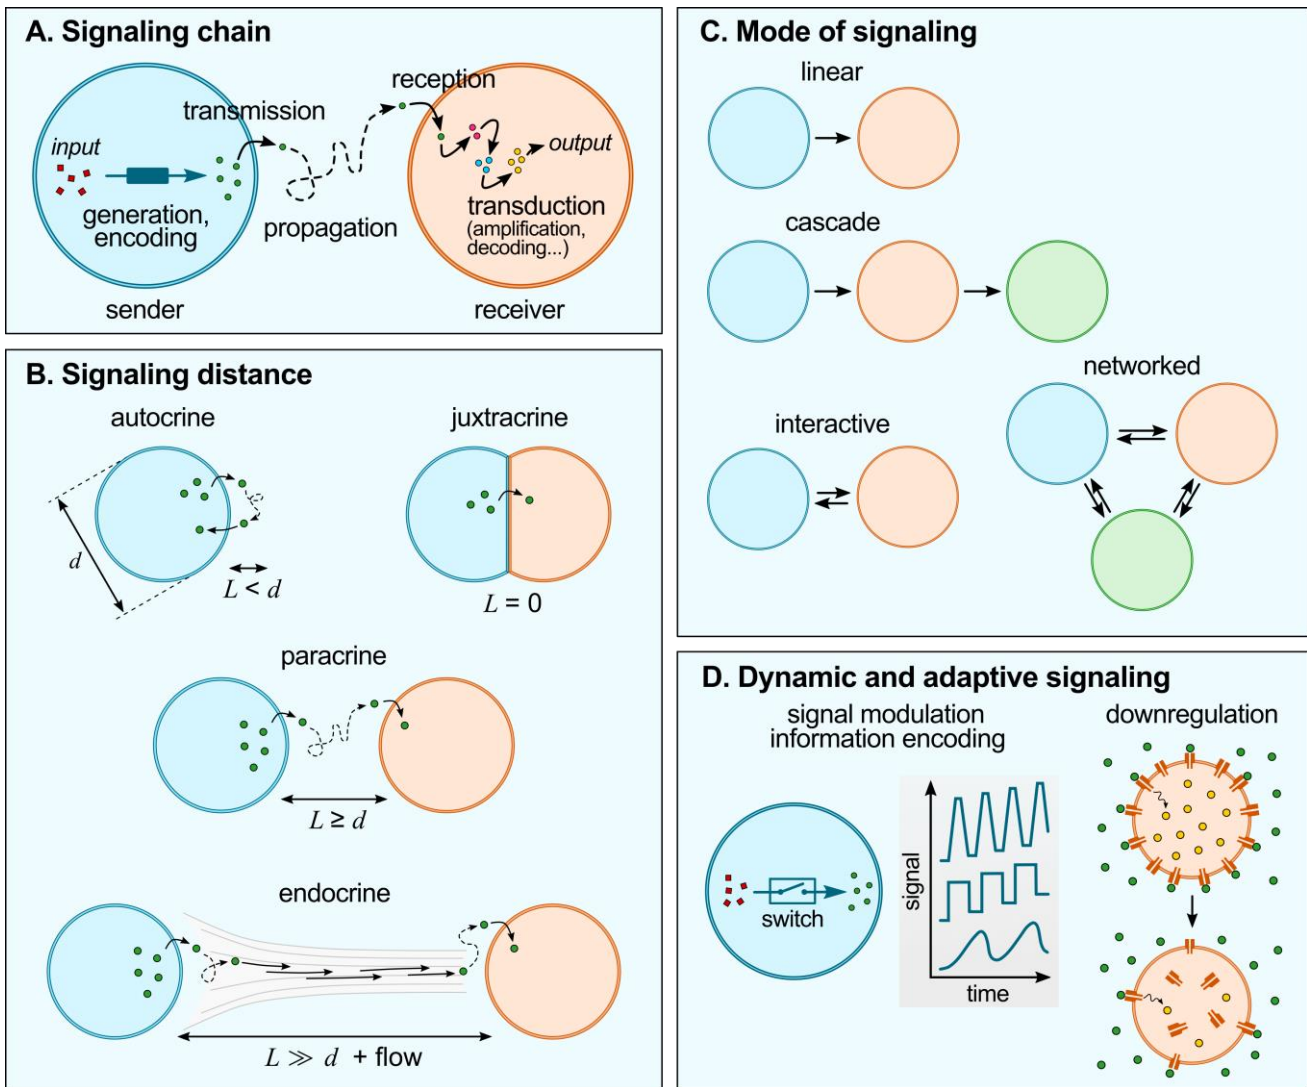 A. Signaling chain
reception
transmission
input
output
generation,
encoding
propagation
transduction
(amplification,
decoding...)
sender
receiver
B. Signaling distance
autocrine
juxtracrine
d
L < d
L = 0
paracrine
L ≥ d
endocrine
L ≫ d + flow
C. Mode of signaling
linear
cascade
networked
interactive
D. Dynamic and adaptive signaling
signal modulation
information encoding
downregulation
signal
switch
time